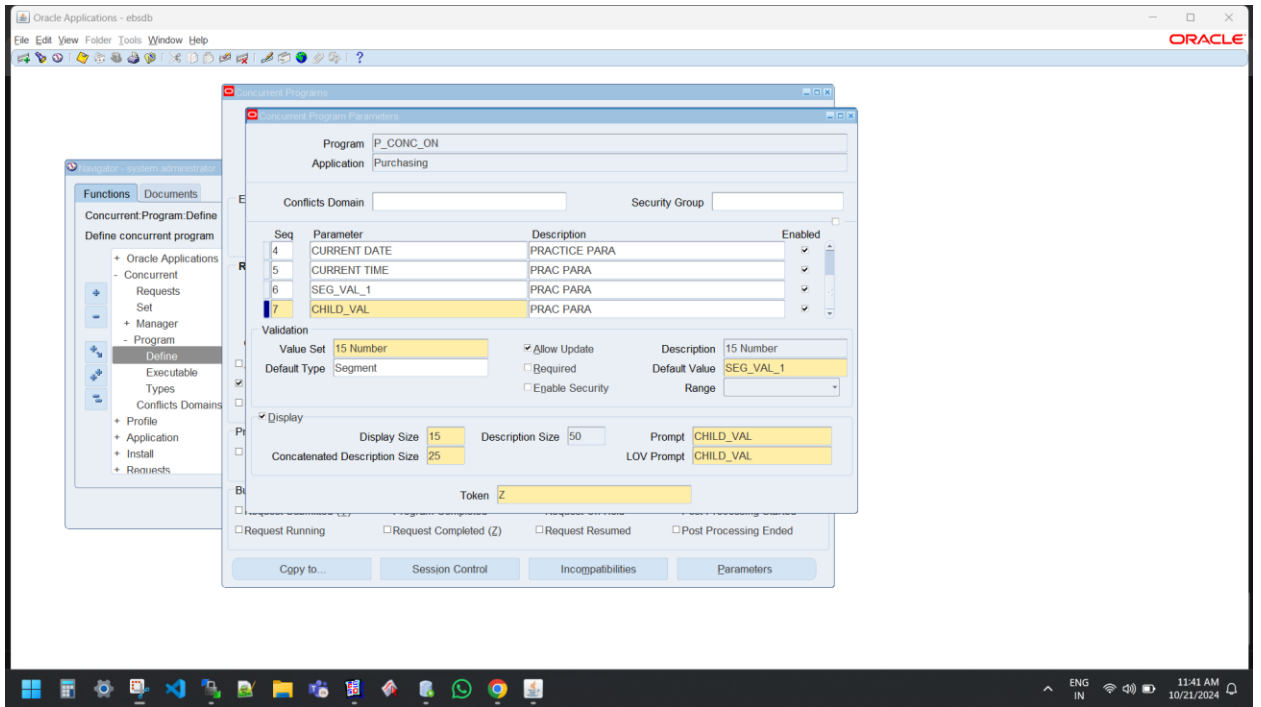 Oracle Applications - ebsdb
File Edit View Folder Tools Window Help
ORACLE
Concurrent Programs
Concurrent Program Parameters
Program P_CONC_ON
Application Purchasing
Navigator - system administrator
Functions Documents
Concurrent:Program:Define
Define concurrent program
+ Oracle Applications
- Concurrent
Requests
Set
+ Manager
- Program
Define
Executable
Types
Conflicts Domains
+ Profile
+ Application
+ Install
+ Requests
Conflicts Domain Security Group
Seq Parameter Description Enabled
4 CURRENT DATE PRACTICE PARA
5 CURRENT TIME PRAC PARA
6 SEG_VAL_1 PRAC PARA
7 CHILD_VAL PRAC PARA
Validation
Value Set 15 Number Allow Update Description 15 Number
Default Type Segment Required Default Value SEG_VAL_1
Enable Security Range
Display
Display Size 15 Description Size 50 Prompt CHILD_VAL
Concatenated Description Size 25 LOV Prompt CHILD_VAL
Token Z
Request Running Request Completed (Z) Request Resumed Post Processing Ended
Copy to... Session Control Incompatibilities Parameters
ENG
IN
11:41 AM
10/21/2024